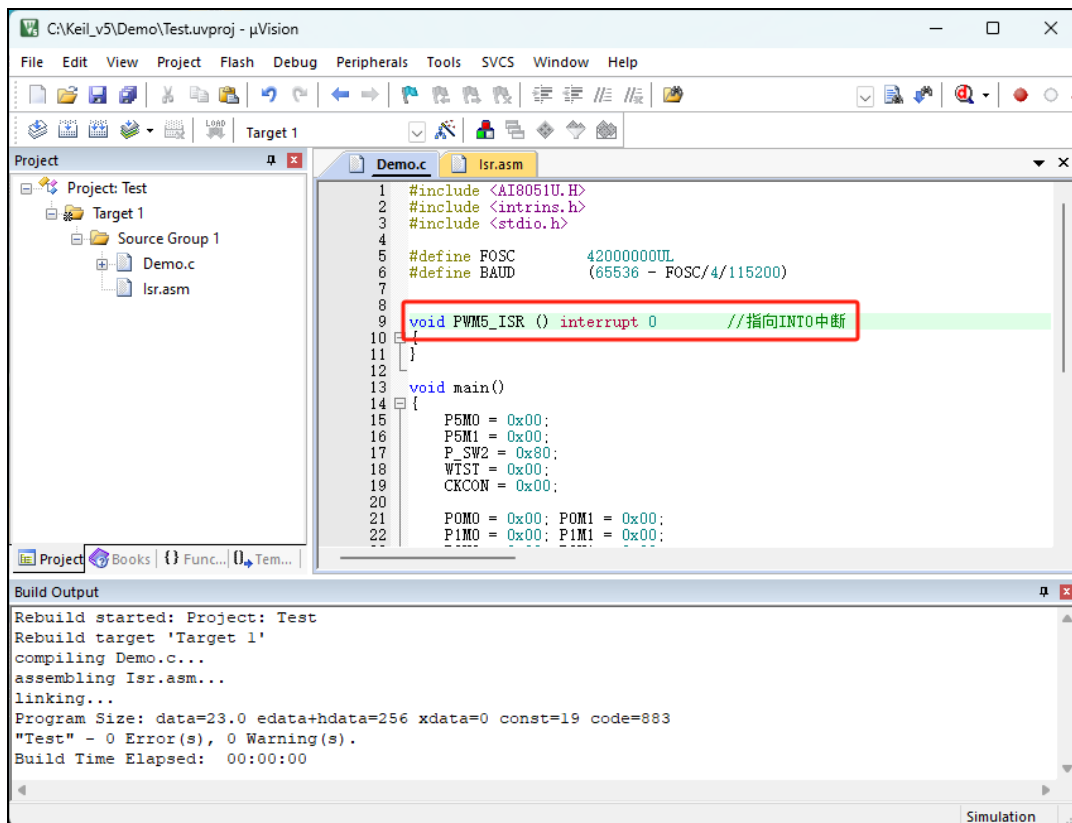 C:\Keil_v5\Demo\Test.uvproj - µVision
File Edit View Project Flash Debug Peripherals Tools SVCS Window Help
LOAD
Target 1
Project
Demo.c
Isr.asm
Project: Test
Target 1
Source Group 1
Demo.c
Isr.asm
1 #include <AI8051U.H>
2 #include <intrins.h>
3 #include <stdio.h>
4
5 #define FOSC 42000000UL
6 #define BAUD (65536 - FOSC/4/115200)
7
8
9 void PWM5_ISR () interrupt 0 //指向INT0中断
10 {
11 }
12
13 void main()
14 {
15 P5M0 = 0x00;
16 P5M1 = 0x00;
17 P_SW2 = 0x80;
18 WTST = 0x00;
19 CKCON = 0x00;
20
21 P0M0 = 0x00; P0M1 = 0x00;
22 P1M0 = 0x00; P1M1 = 0x00;
Project Books {} Func... Tem...
Build Output
Rebuild started: Project: Test
Rebuild target 'Target 1'
compiling Demo.c...
assembling Isr.asm...
linking...
Program Size: data=23.0 edata+hdata=256 xdata=0 const=19 code=883
"Test" - 0 Error(s), 0 Warning(s).
Build Time Elapsed: 00:00:00
Simulation